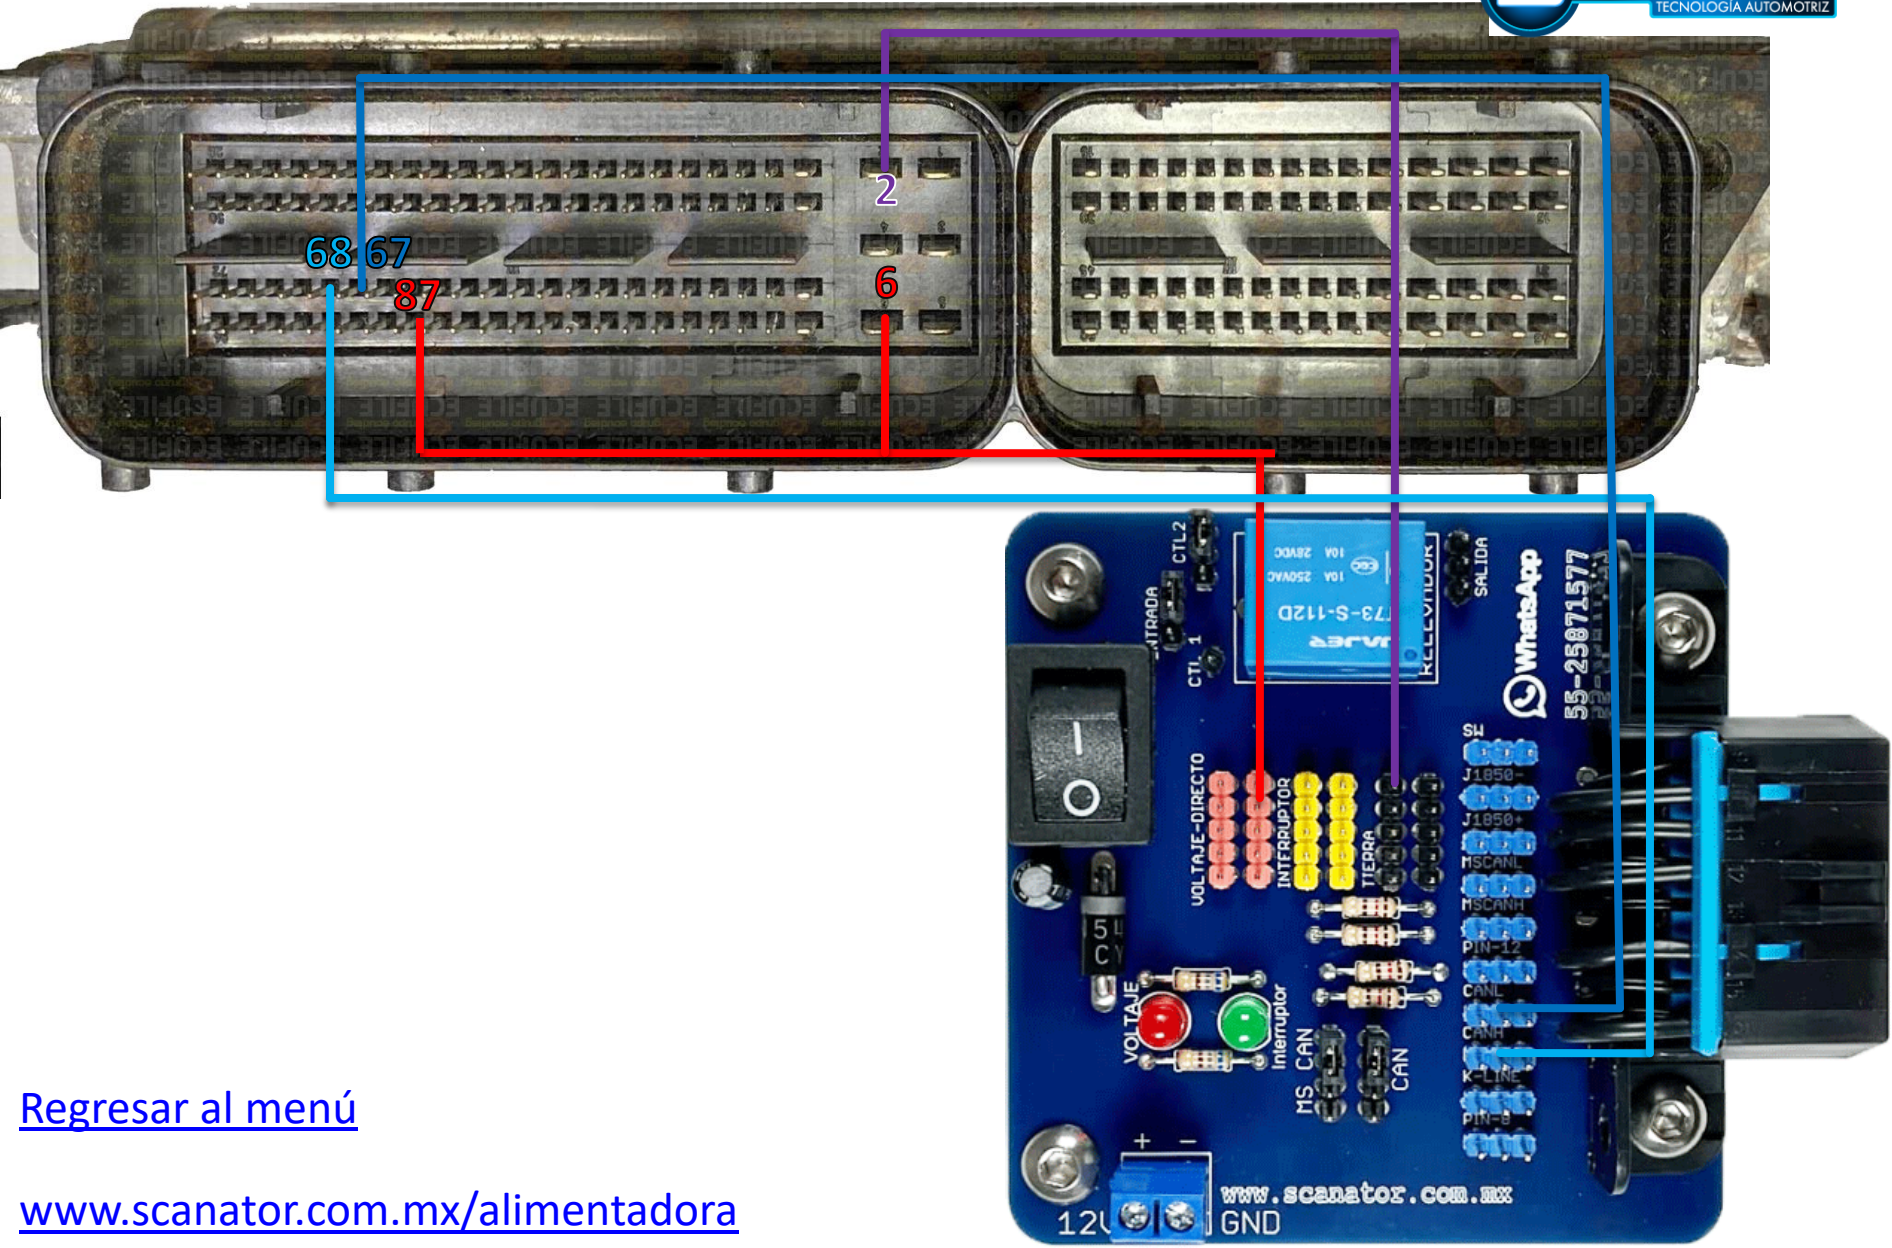 TECNOLOGÍA AUTOMOTRIZ
2
68 67
87
6
CTL2
ENTRADA
CTL 1
10A 250VAC
10A 28VDC
T73-S-112D
RELEVADOR
SALIDA
WhatsApp
55-25871577
VOLTAJE-DIRECTO
INTERRUPTOR
TIERRA
SW
J1850-
J1850+
MSCANL
MSCANH
PIN-12
CANL
CANH
K-LINE
PIN-8
VOLTAJE
Interruptor
MS CAN
CAN
+ -
12V
GND
www.scanator.com.mx
Regresar al menú
www.scanator.com.mx/alimentadora